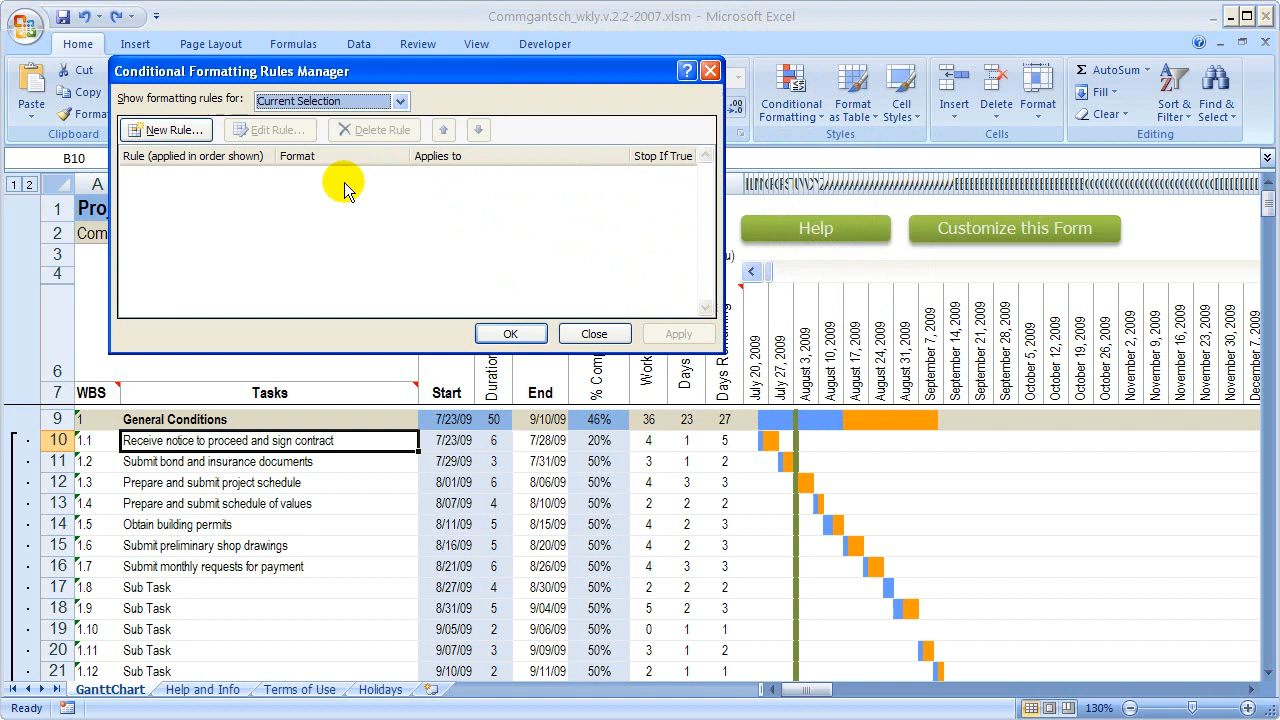 Commgantsch_wkly.v.2.2-2007.xlsm - Microsoft Excel
Home Insert Page Layout Formulas Data Review View Developer
Paste Cut Copy Format Clipboard
Conditional Formatting Format as Table Cell Styles Styles
Insert Delete Format Cells
AutoSum Fill Clear Sort & Filter Find & Select Editing
Conditional Formatting Rules Manager
Show formatting rules for: Current Selection
New Rule... Edit Rule... Delete Rule
Rule (applied in order shown) Format Applies to Stop If True
OK Close Apply
B10
1 2 A
1 Proj
2 Com
3
4
6
7
Help Customize this Form
WBS Tasks Start Duration End % Comp Work Days Days R
July 20, 2009
July 27, 2009
August 3, 2009
August 10, 2009
August 17, 2009
August 24, 2009
August 31, 2009
September 7, 2009
September 14, 2009
September 21, 2009
September 28, 2009
October 5, 2009
October 12, 2009
October 19, 2009
October 26, 2009
November 2, 2009
November 9, 2009
November 16, 2009
November 23, 2009
November 30, 2009
December 7, 2009
9 1 General Conditions 7/23/09 50 9/10/09 46% 36 23 27
10 1.1 Receive notice to proceed and sign contract 7/23/09 6 7/28/09 20% 4 1 5
11 1.2 Submit bond and insurance documents 7/29/09 3 7/31/09 50% 3 1 2
12 1.3 Prepare and submit project schedule 8/01/09 6 8/06/09 50% 4 3 3
13 1.4 Prepare and submit schedule of values 8/07/09 4 8/10/09 50% 2 2 2
14 1.5 Obtain building permits 8/11/09 5 8/15/09 50% 4 2 3
15 1.6 Submit preliminary shop drawings 8/16/09 5 8/20/09 50% 4 2 3
16 1.7 Submit monthly requests for payment 8/21/09 6 8/26/09 50% 4 3 3
17 1.8 Sub Task 8/27/09 4 8/30/09 50% 2 2 2
18 1.9 Sub Task 8/31/09 5 9/04/09 50% 5 2 3
19 1.10 Sub Task 9/05/09 2 9/06/09 50% 0 1 1
20 1.11 Sub Task 9/07/09 3 9/09/09 50% 3 1 2
21 1.12 Sub Task 9/10/09 2 9/11/09 50% 2 1 1
GanttChart Help and Info Terms of Use Holidays
Ready 130%